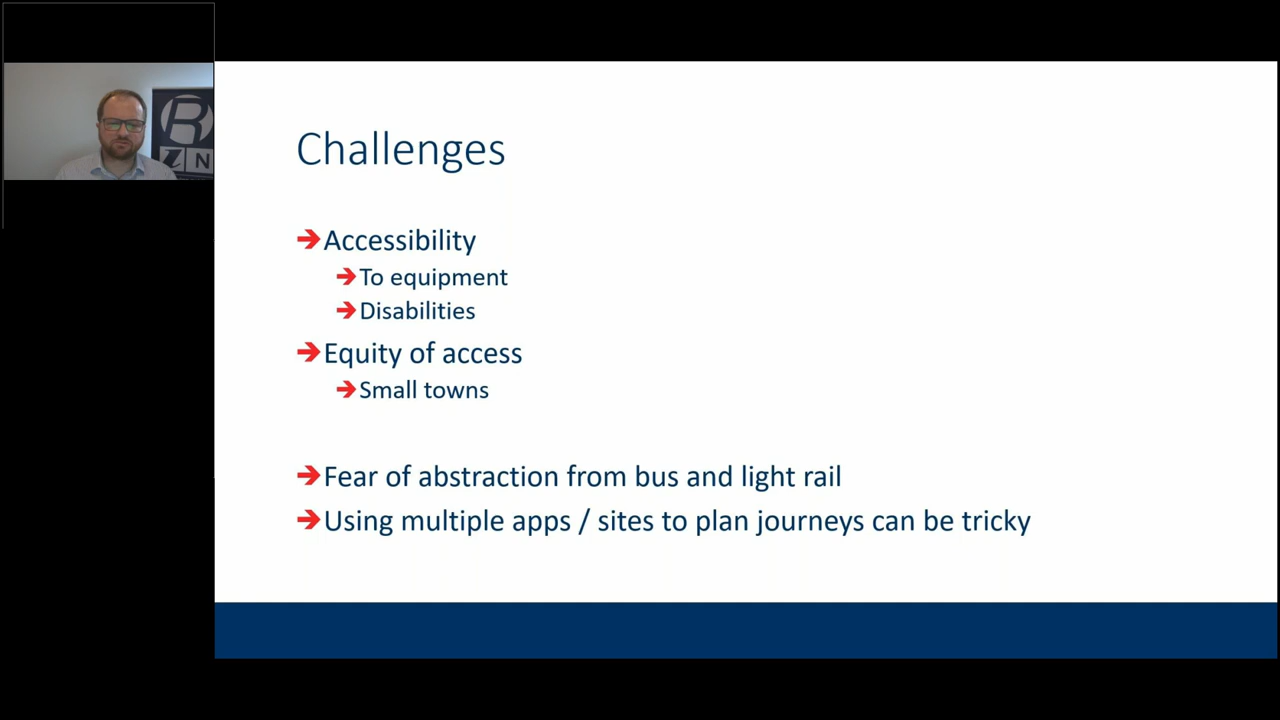 Challenges
Accessibility
To equipment
Disabilities
Equity of access
Small towns
Fear of abstraction from bus and light rail
Using multiple apps / sites to plan journeys can be tricky
R
N